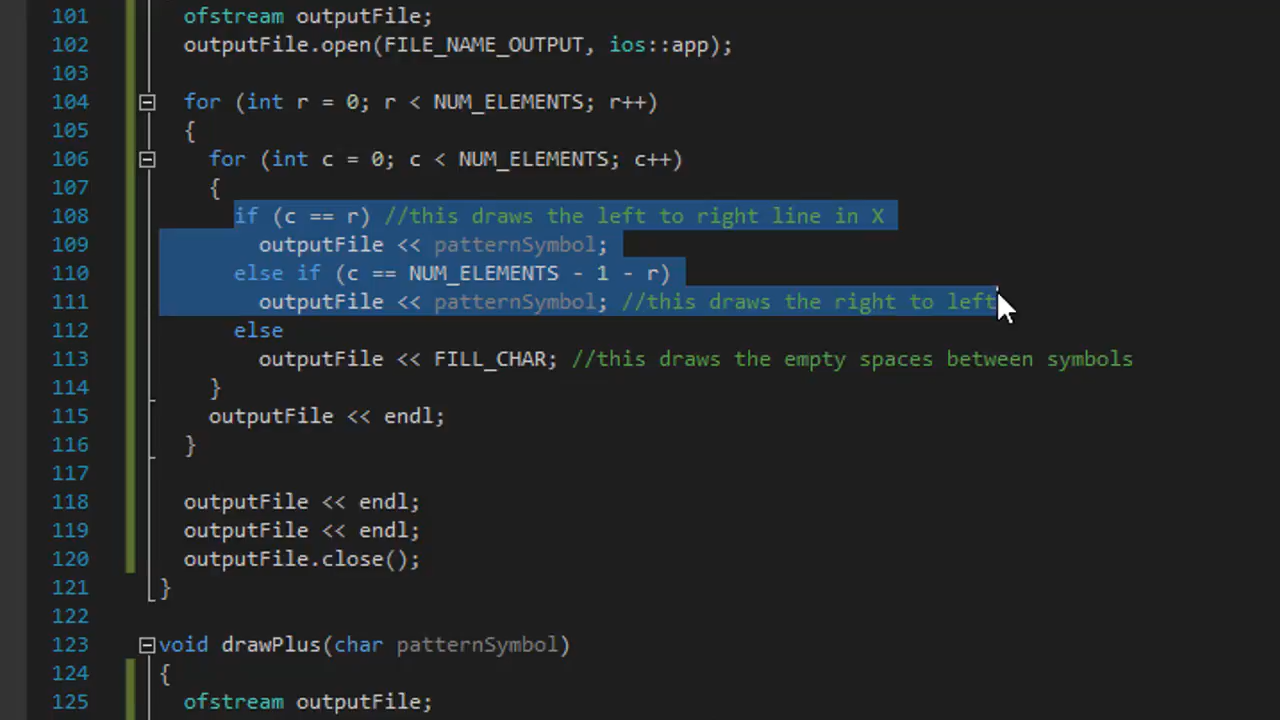 101 ofstream outputFile;
102 outputFile.open(FILE_NAME_OUTPUT, ios::app);
103
104 for (int r = 0; r < NUM_ELEMENTS; r++)
105 {
106 for (int c = 0; c < NUM_ELEMENTS; c++)
107 {
108 if (c == r) //this draws the left to right line in X
109 outputFile << patternSymbol;
110 else if (c == NUM_ELEMENTS - 1 - r)
111 outputFile << patternSymbol; //this draws the right to left
112 else
113 outputFile << FILL_CHAR; //this draws the empty spaces between symbols
114 }
115 outputFile << endl;
116 }
117
118 outputFile << endl;
119 outputFile << endl;
120 outputFile.close();
121 }
122
123 void drawPlus(char patternSymbol)
124 {
125 ofstream outputFile;